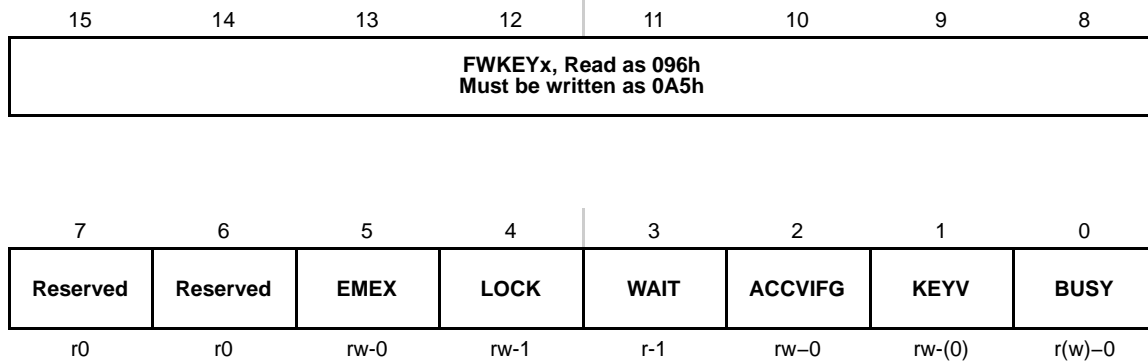 15 14 13 12 11 10 9 8
FWKEYx, Read as 096h
Must be written as 0A5h
7 6 5 4 3 2 1 0
Reserved Reserved EMEX LOCK WAIT ACCVIFG KEYV BUSY
r0 r0 rw-0 rw-1 r-1 rw−0 rw-(0) r(w)−0